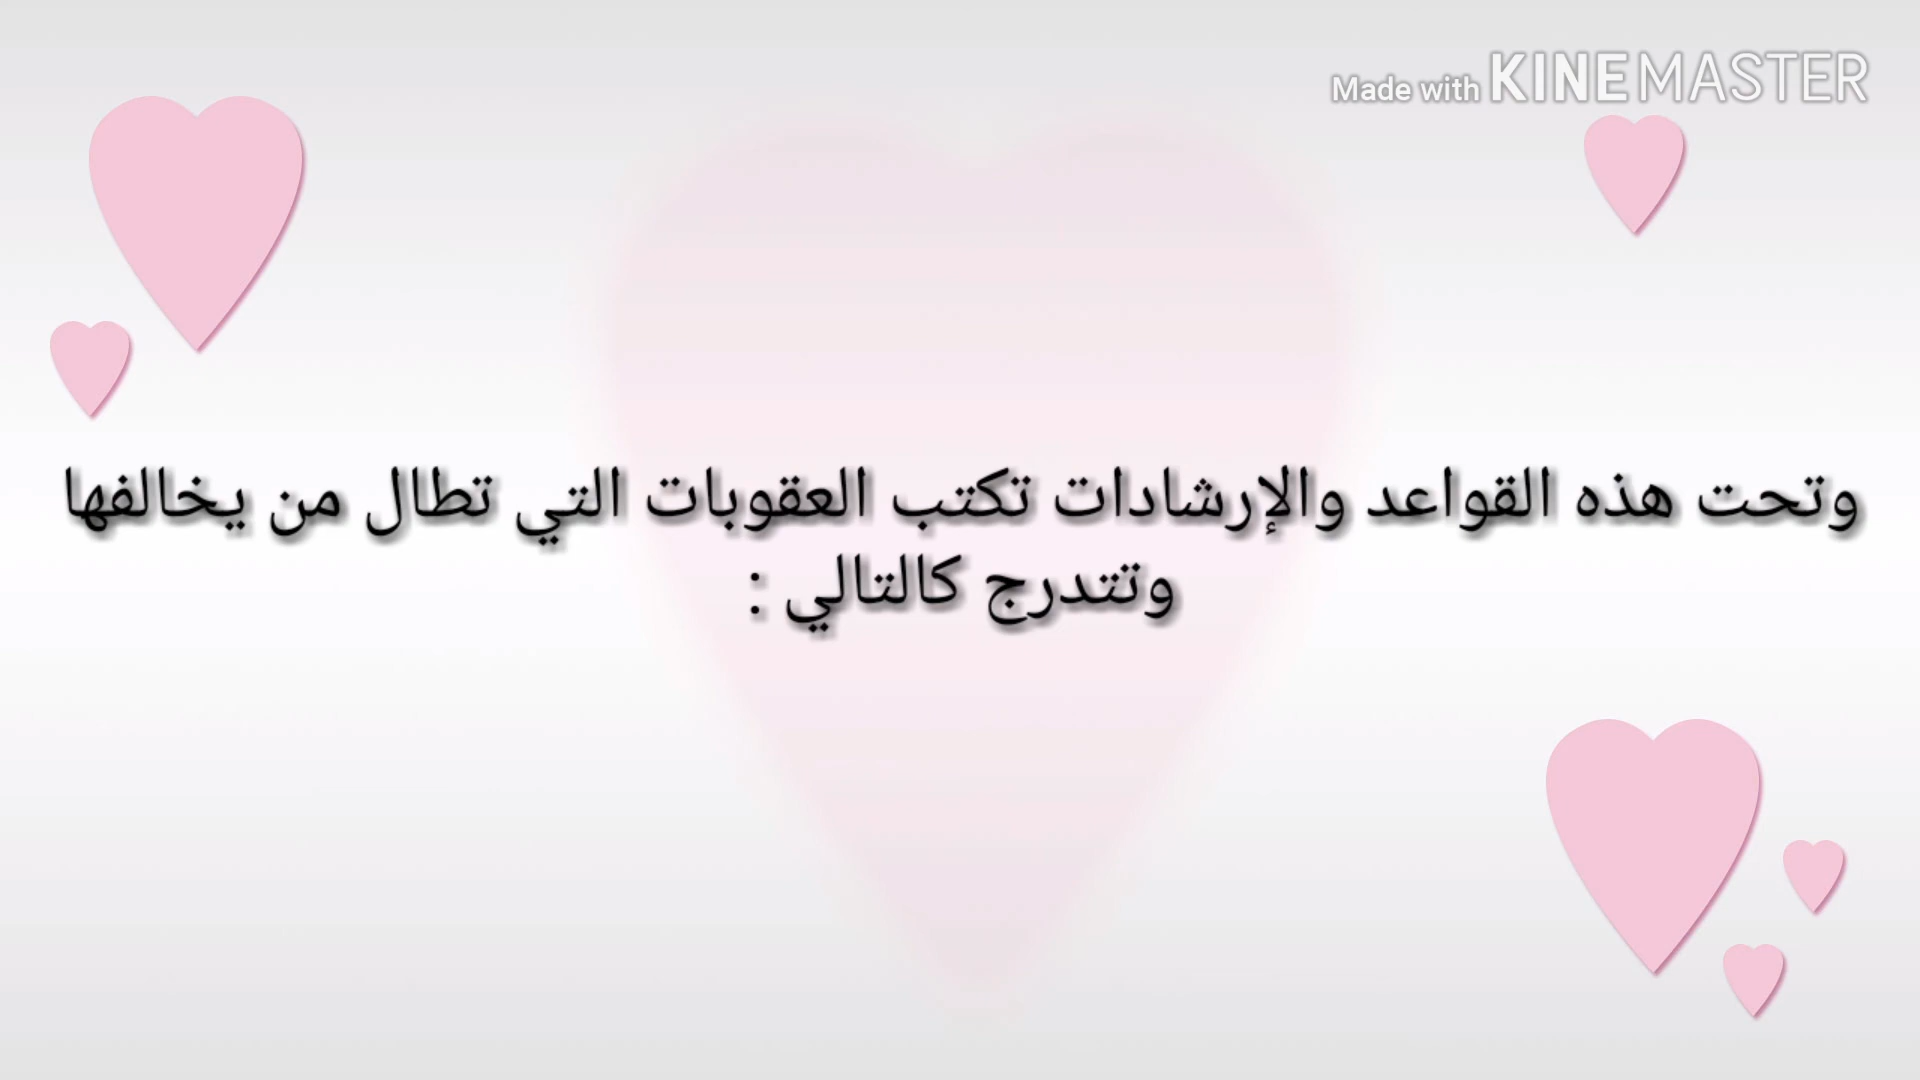 Made with KINEMASTER
وتحت هذه القواعد والإرشادات تكتب العقوبات التي تطال من يخالفها
وتتدرج كالتالي :